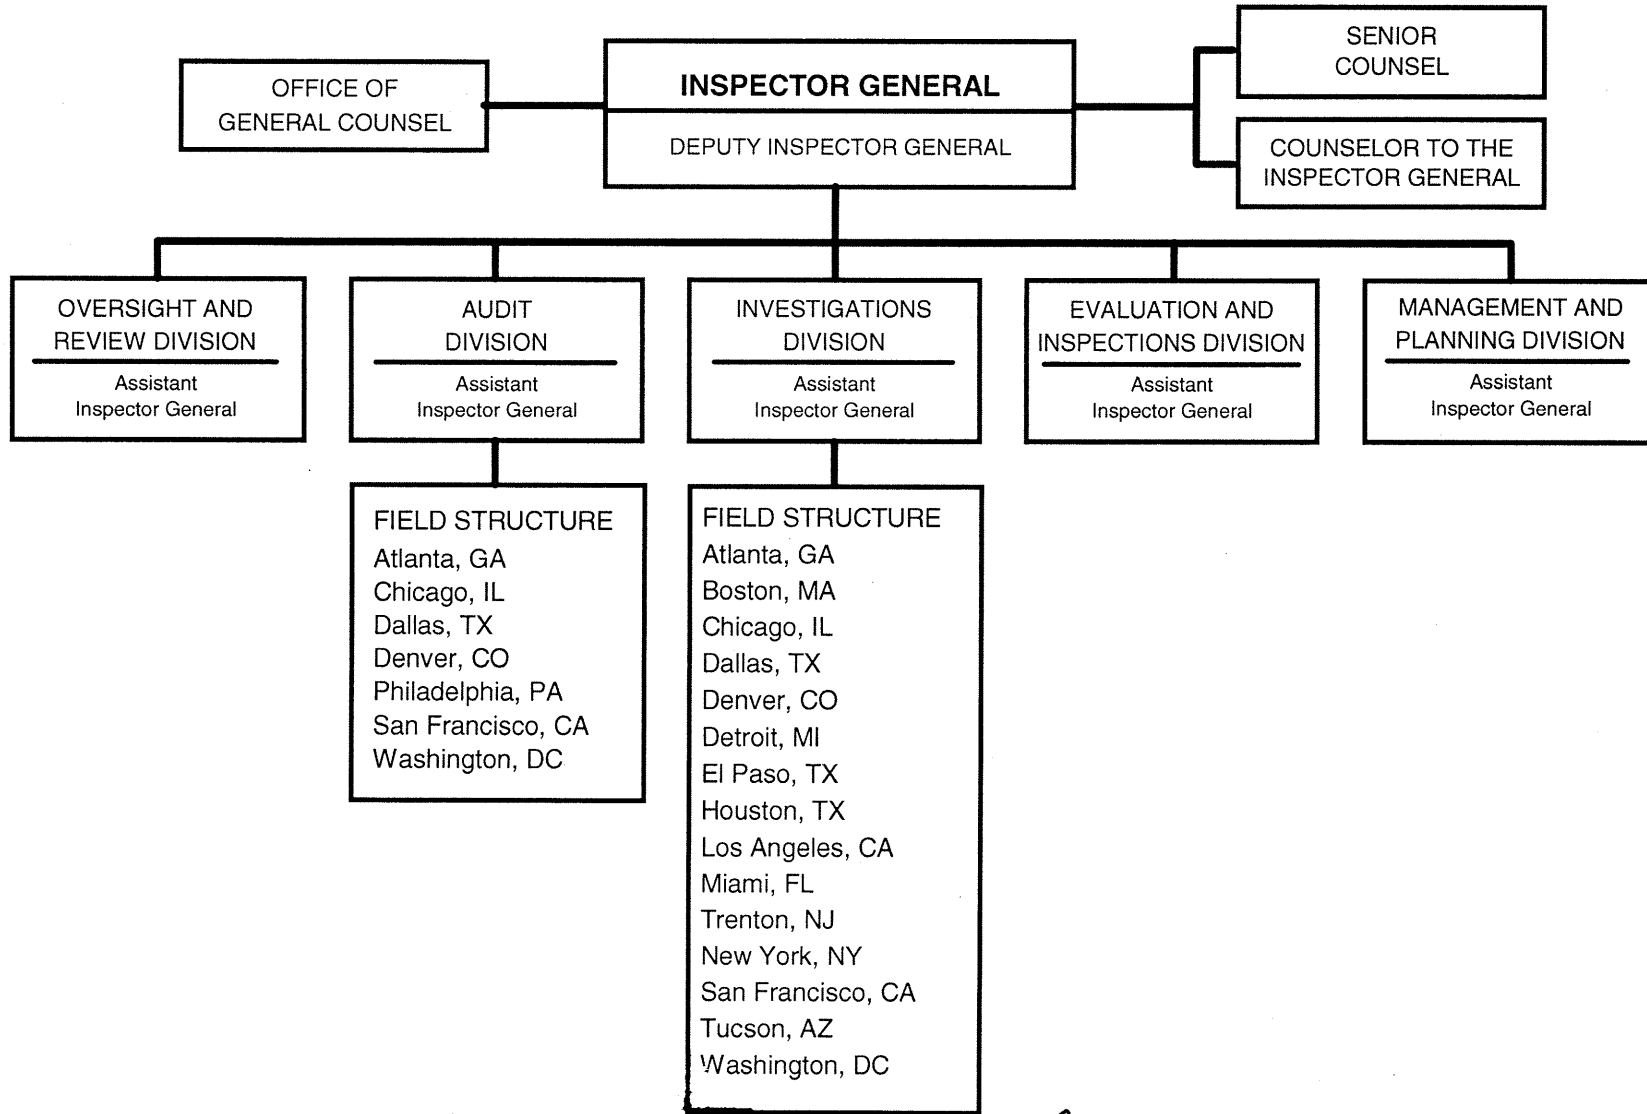 OFFICE OF
GENERAL COUNSEL
INSPECTOR GENERAL
DEPUTY INSPECTOR GENERAL
SENIOR
COUNSEL
COUNSELOR TO THE
INSPECTOR GENERAL
OVERSIGHT AND
REVIEW DIVISION
Assistant
Inspector General
AUDIT
DIVISION
Assistant
Inspector General
INVESTIGATIONS
DIVISION
Assistant
Inspector General
EVALUATION AND
INSPECTIONS DIVISION
Assistant
Inspector General
MANAGEMENT AND
PLANNING DIVISION
Assistant
Inspector General
FIELD STRUCTURE
Atlanta, GA
Chicago, IL
Dallas, TX
Denver, CO
Philadelphia, PA
San Francisco, CA
Washington, DC
FIELD STRUCTURE
Atlanta, GA
Boston, MA
Chicago, IL
Dallas, TX
Denver, CO
Detroit, MI
El Paso, TX
Houston, TX
Los Angeles, CA
Miami, FL
Trenton, NJ
New York, NY
San Francisco, CA
Tucson, AZ
Washington, DC